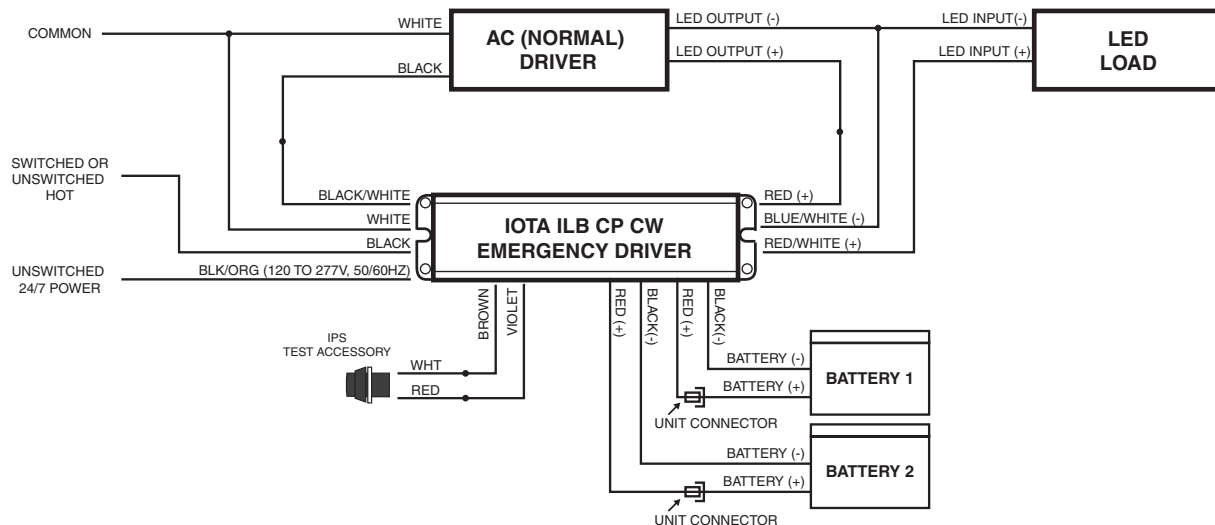 COMMON
WHITE
AC (NORMAL)
DRIVER
BLACK
LED OUTPUT (-)
LED OUTPUT (+)
LED INPUT(-)
LED INPUT (+)
LED
LOAD
SWITCHED OR
UNSWITCHED
HOT
UNSWITCHED
24/7 POWER
BLACK/WHITE
WHITE
BLACK
BLK/ORG (120 TO 277V, 50/60HZ)
IOTA ILB CP CW
EMERGENCY DRIVER
RED (+)
BLUE/WHITE (-)
RED/WHITE (+)
BROWN
VIOLET
RED (+)
BLACK(-)
RED (+)
BLACK(-)
IPS
TEST ACCESSORY
WHT
RED
BATTERY (-)
BATTERY (+)
BATTERY 1
UNIT CONNECTOR
BATTERY (-)
BATTERY (+)
BATTERY 2
UNIT CONNECTOR